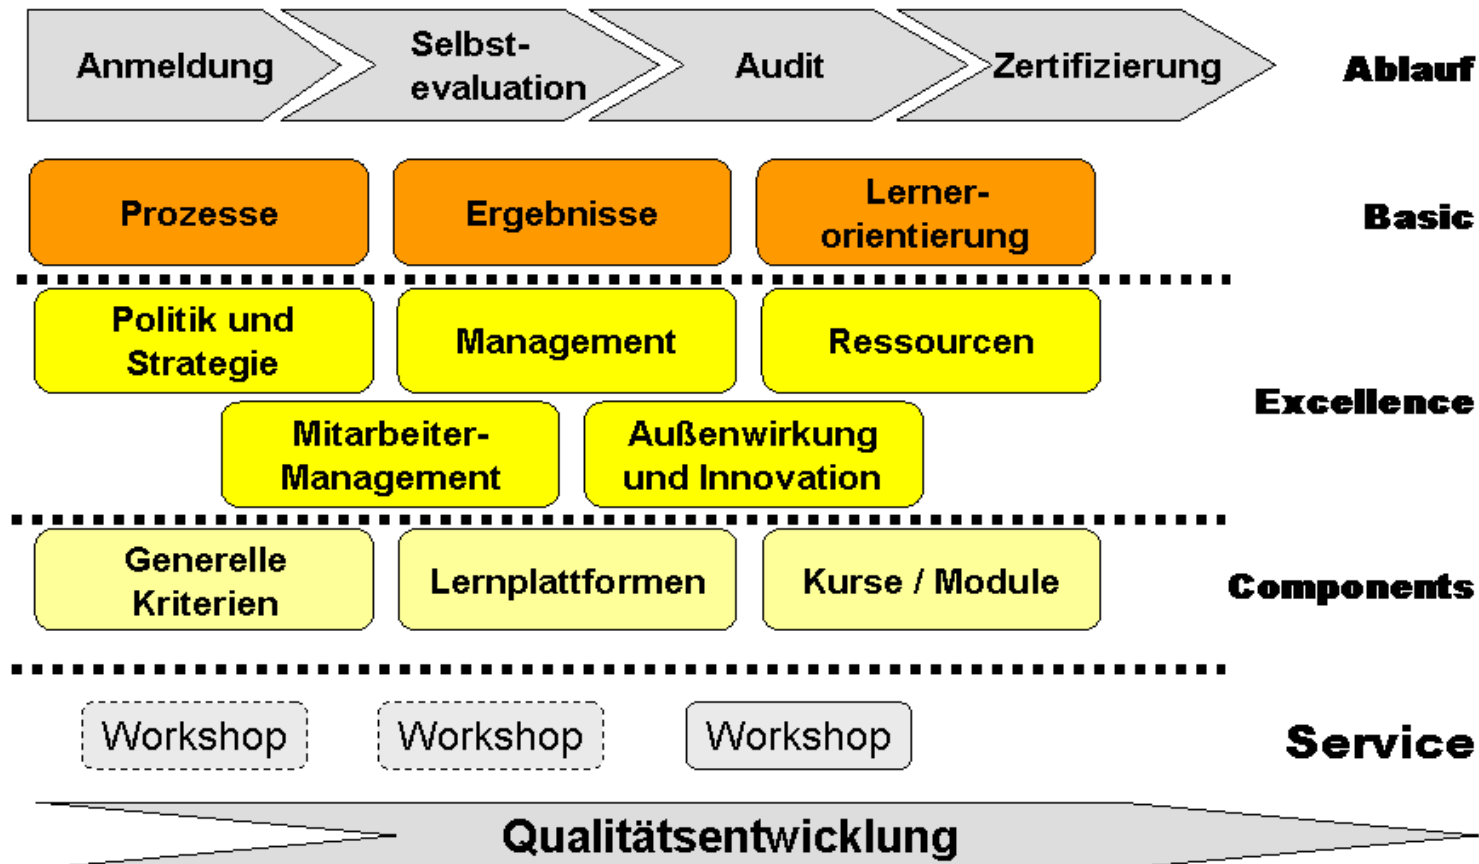 Anmeldung
Selbst-
evaluation
Audit
Zertifizierung
Ablauf
Prozesse
Ergebnisse
Lerner-
orientierung
Basic
Politik und
Strategie
Management
Ressourcen
Mitarbeiter-
Management
Außenwirkung
und Innovation
Excellence
Generelle
Kriterien
Lernplattformen
Kurse / Module
Components
Workshop
Workshop
Workshop
Service
Qualitätsentwicklung